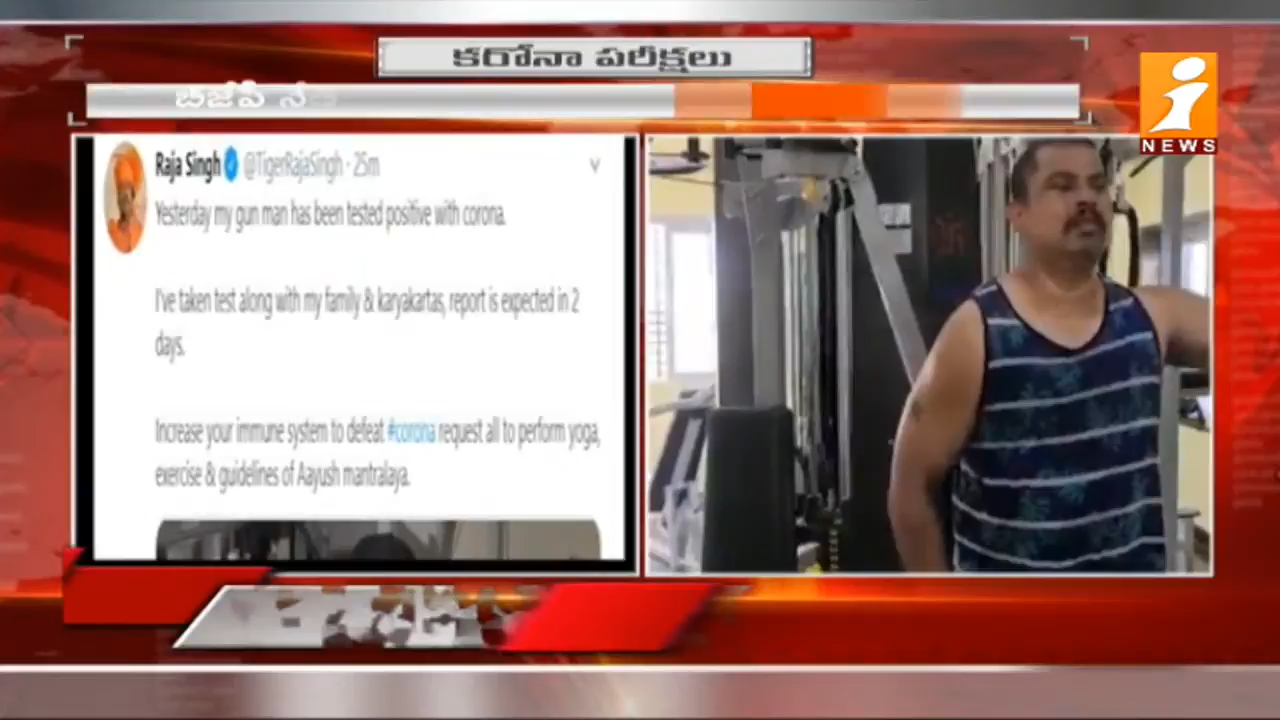 కరోనా పరీక్షలు
బీజేపీ నే
i
NEWS
Raja Singh @TigerRajaSingh · 25m
Yesterday my gun man has been tested positive with corona.
I've taken test along with my family & karyakartas, report is expected in 2
days.
Increase your immune system to defeat #corona request all to perform yoga,
exercise & guidelines of Aayush mantralaya.